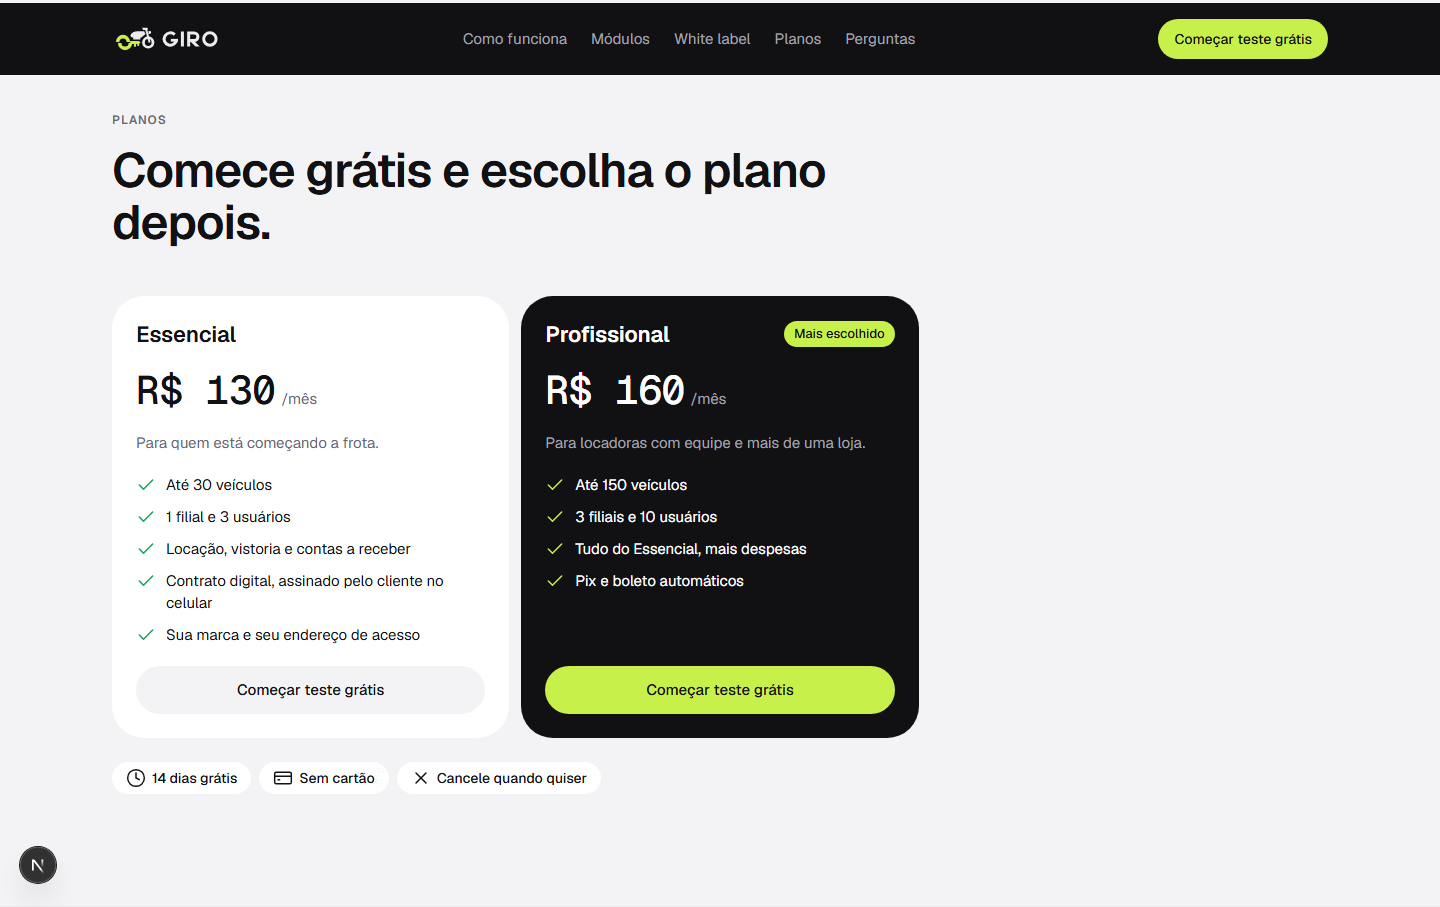 GIRO
Como funciona
Módulos
White label
Planos
Perguntas
Começar teste grátis
PLANOS
Comece grátis e escolha o plano
depois.
Essencial
R$ 130 /mês
Para quem está começando a frota.
Até 30 veículos
1 filial e 3 usuários
Locação, vistoria e contas a receber
Contrato digital, assinado pelo cliente no
celular
Sua marca e seu endereço de acesso
Começar teste grátis
Profissional
Mais escolhido
R$ 160 /mês
Para locadoras com equipe e mais de uma loja.
Até 150 veículos
3 filiais e 10 usuários
Tudo do Essencial, mais despesas
Pix e boleto automáticos
Começar teste grátis
14 dias grátis
Sem cartão
Cancele quando quiser
N